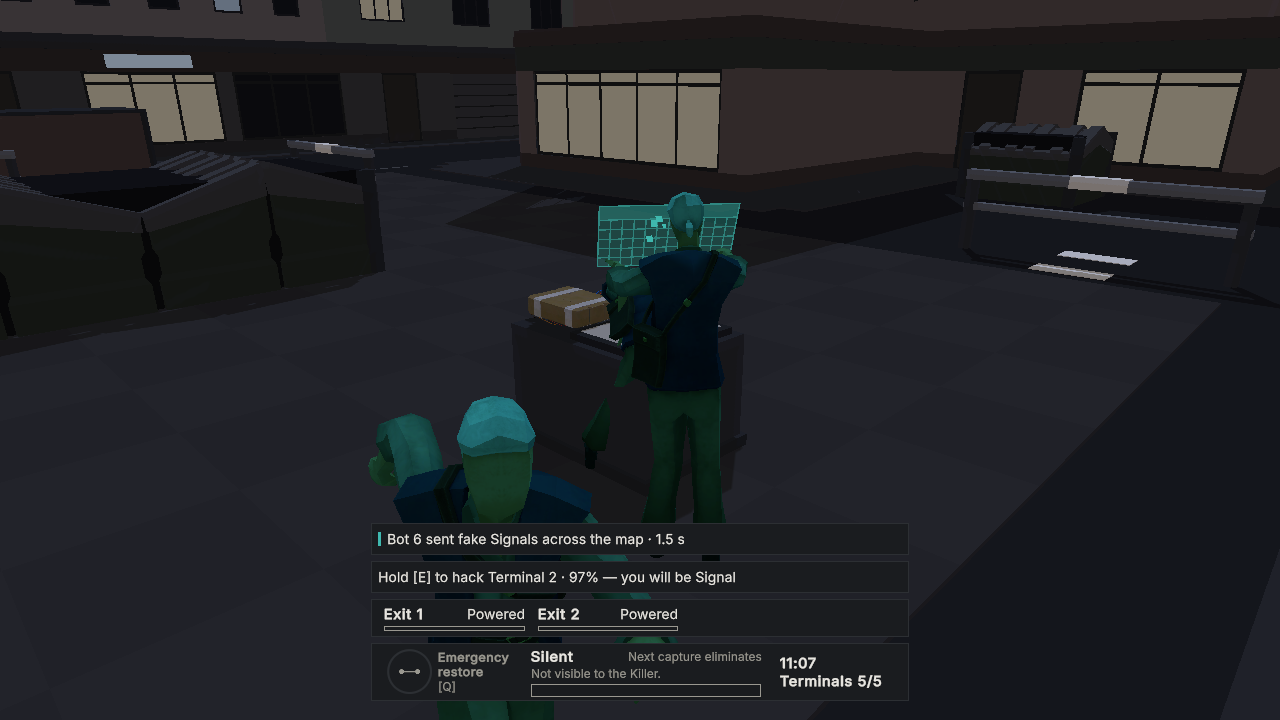 Bot 6 sent fake Signals across the map · 1.5 s
Hold [E] to hack Terminal 2 · 97% — you will be Signal
Exit 1 Powered Exit 2 Powered
Emergency restore [Q]
Silent Next capture eliminates
Not visible to the Killer.
11:07
Terminals 5/5